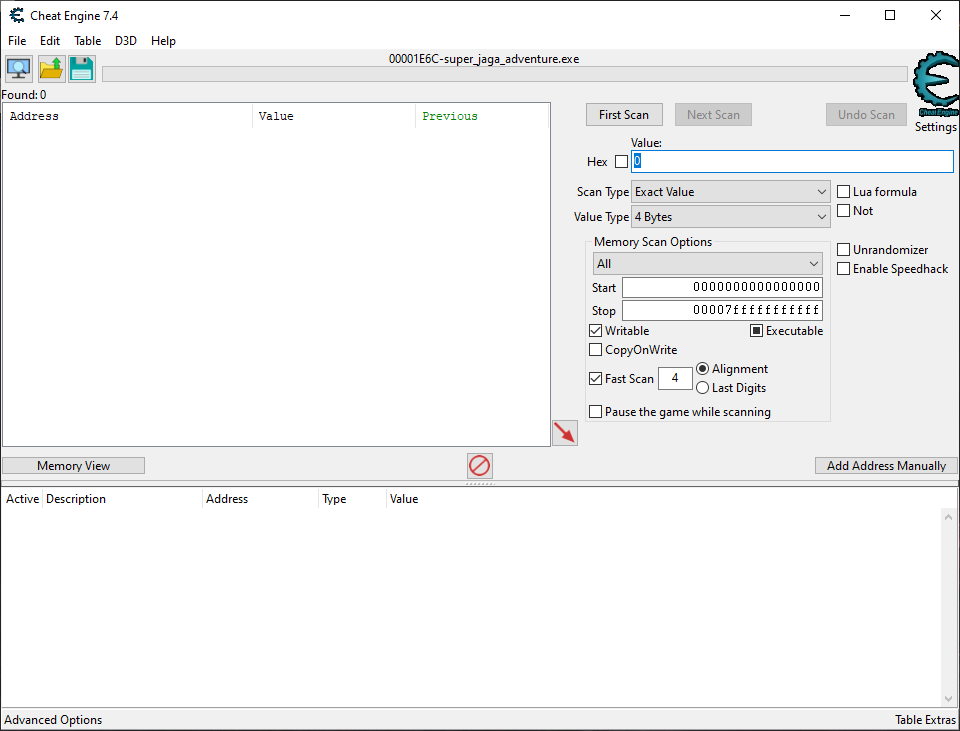 Cheat Engine 7.4
File Edit Table D3D Help
00001E6C-super_jaga_adventure.exe
Found: 0
Address Value Previous
First Scan Next Scan Undo Scan
Cheat Engine
Settings
Value:
Hex 0
Scan Type Exact Value Lua formula
Not
Value Type 4 Bytes
Memory Scan Options
All
Unrandomizer
Enable Speedhack
Start 0000000000000000
Stop 00007fffffffffff
Writable Executable
CopyOnWrite
Fast Scan 4 Alignment
Last Digits
Pause the game while scanning
Memory View Add Address Manually
Active Description Address Type Value
Advanced Options Table Extras